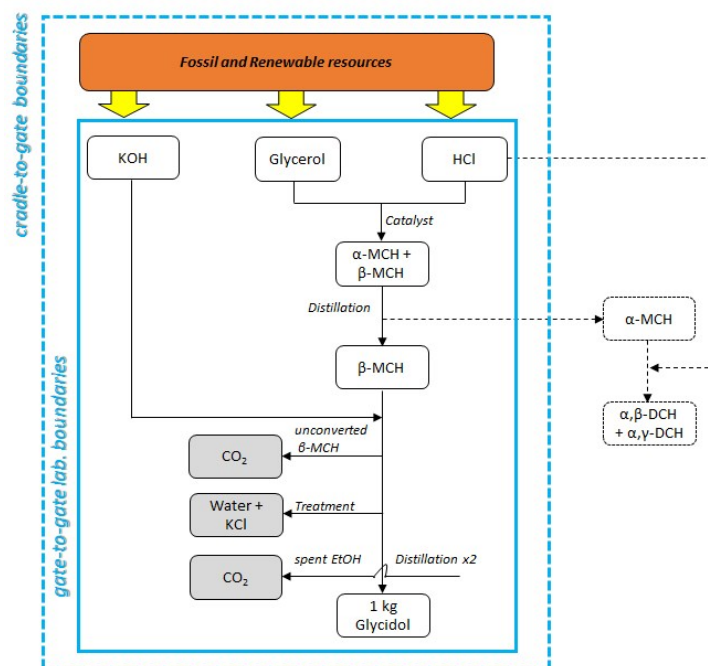 Fossil and Renewable resources
cradle-to-gate boundaries
gate-to-gate lab. boundaries
KOH
Glycerol
HCl
Catalyst
α-MCH +
β-MCH
Distillation
α-MCH
β-MCH
α,β-DCH
+ α,γ-DCH
unconverted
β-MCH
CO₂
Water +
KCl
Treatment
spent EtOH
Distillation x2
CO₂
1 kg
Glycidol